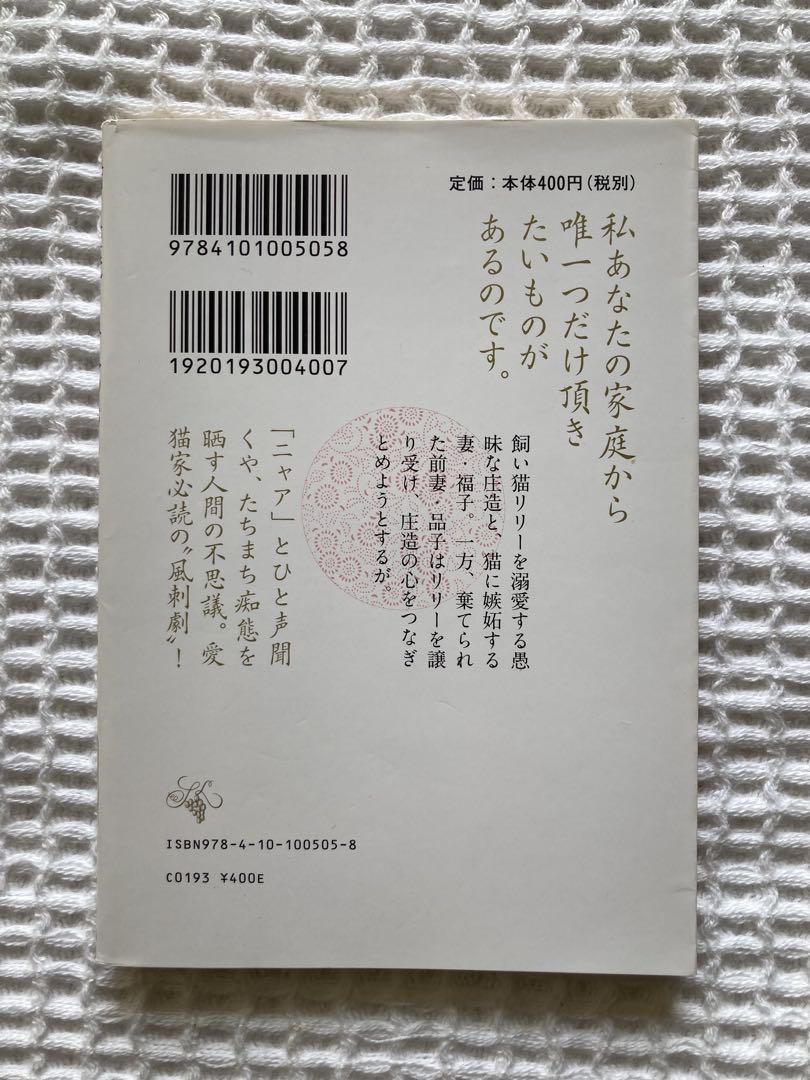 定価：本体400円（税別）
9784101005058
1920193004007
私あなたの家庭から
唯一つだけ頂き
たいものが
あるのです。
飼い猫リリーを溺愛する愚
昧な庄造と、猫に嫉妬する
妻・福子。一方、棄てられ
た前妻・品子はリリーを譲
り受け、庄造の心をつなぎ
とめようとするが。
「ニャア」とひと声聞
くや、たちまち痴態を
晒す人間の不思議。愛
猫家必読の〝風刺劇〟！
ISBN978-4-10-100505-8
C0193 ¥400E